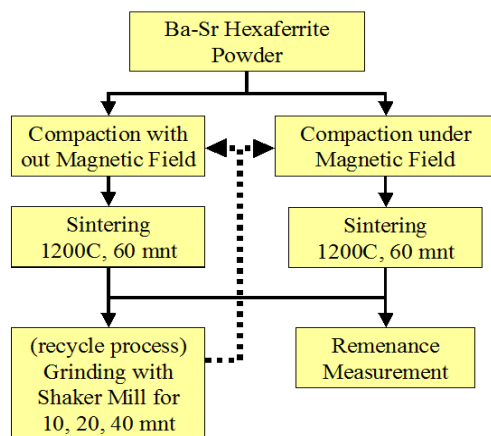 Ba-Sr Hexaferrite
Powder
Compaction with
out Magnetic Field
Compaction under
Magnetic Field
Sintering
1200C, 60 mnt
Sintering
1200C, 60 mnt
(recycle process)
Grinding with
Shaker Mill for
10, 20, 40 mnt
Remenance
Measurement